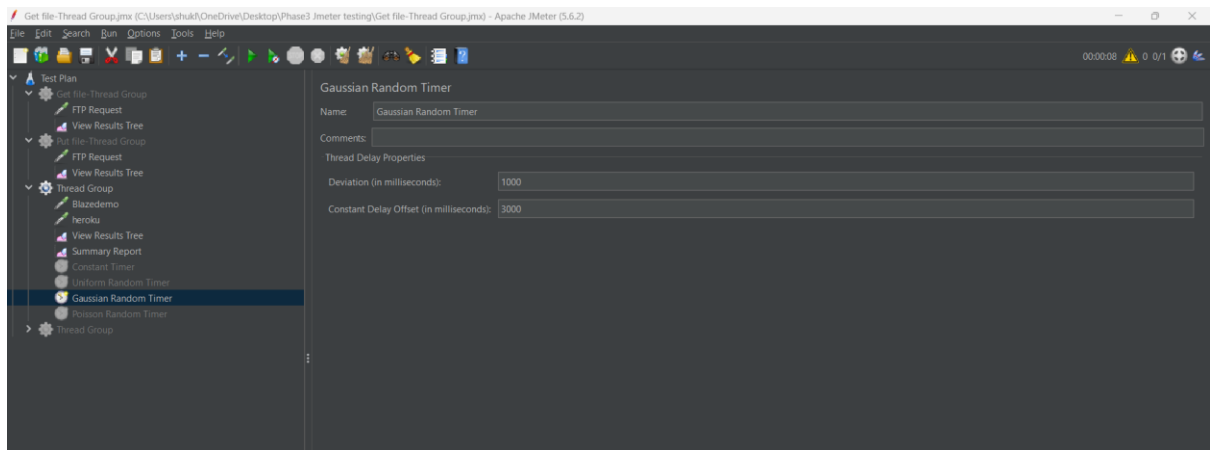 Get file-Thread Group.jmx (C:\Users\shukl\OneDrive\Desktop\Phase3 Jmeter testing\Get file-Thread Group.jmx) - Apache JMeter (5.6.2)
File Edit Search Run Options Tools Help
00:00:08 0 0/1
Test Plan
Get file-Thread Group
FTP Request
View Results Tree
Put file-Thread Group
FTP Request
View Results Tree
Thread Group
Blazedemo
heroku
View Results Tree
Summary Report
Constant Timer
Uniform Random Timer
Gaussian Random Timer
Poisson Random Timer
Thread Group
Gaussian Random Timer
Name: Gaussian Random Timer
Comments:
Thread Delay Properties
Deviation (in milliseconds): 1000
Constant Delay Offset (in milliseconds): 3000